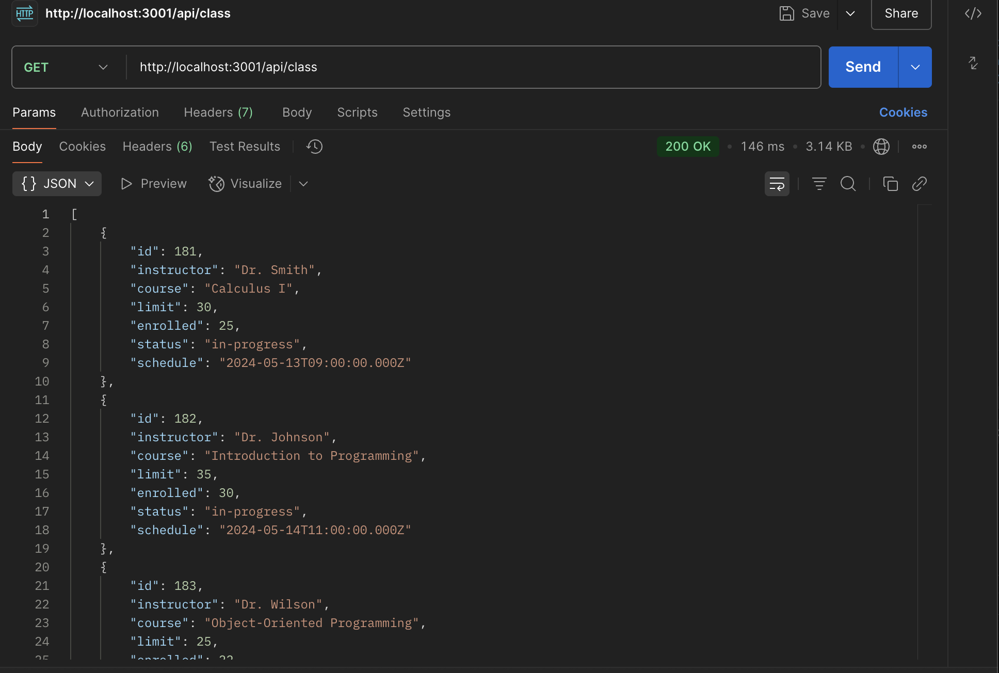 HTTP http://localhost:3001/api/class Save Share </>
GET http://localhost:3001/api/class Send
Params Authorization Headers (7) Body Scripts Settings Cookies
Body Cookies Headers (6) Test Results 200 OK • 146 ms • 3.14 KB •
{} JSON Preview Visualize
1 [
2 {
3 "id": 181,
4 "instructor": "Dr. Smith",
5 "course": "Calculus I",
6 "limit": 30,
7 "enrolled": 25,
8 "status": "in-progress",
9 "schedule": "2024-05-13T09:00:00.000Z"
10 },
11 {
12 "id": 182,
13 "instructor": "Dr. Johnson",
14 "course": "Introduction to Programming",
15 "limit": 35,
16 "enrolled": 30,
17 "status": "in-progress",
18 "schedule": "2024-05-14T11:00:00.000Z"
19 },
20 {
21 "id": 183,
22 "instructor": "Dr. Wilson",
23 "course": "Object-Oriented Programming",
24 "limit": 25,
25 "enrolled":